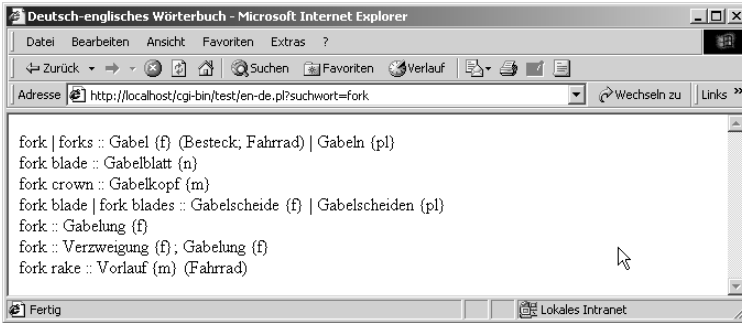 Deutsch-englisches Wörterbuch - Microsoft Internet Explorer
Datei Bearbeiten Ansicht Favoriten Extras ?
Zurück Suchen Favoriten Verlauf
Adresse http://localhost/cgi-bin/test/en-de.pl?suchwort=fork Wechseln zu Links »
fork | forks :: Gabel {f} (Besteck; Fahrrad) | Gabeln {pl}
fork blade :: Gabelblatt {n}
fork crown :: Gabelkopf {m}
fork blade | fork blades :: Gabelscheide {f} | Gabelscheiden {pl}
fork :: Gabelung {f}
fork :: Verzweigung {f}; Gabelung {f}
fork rake :: Vorlauf {m} (Fahrrad)
Fertig Lokales Intranet